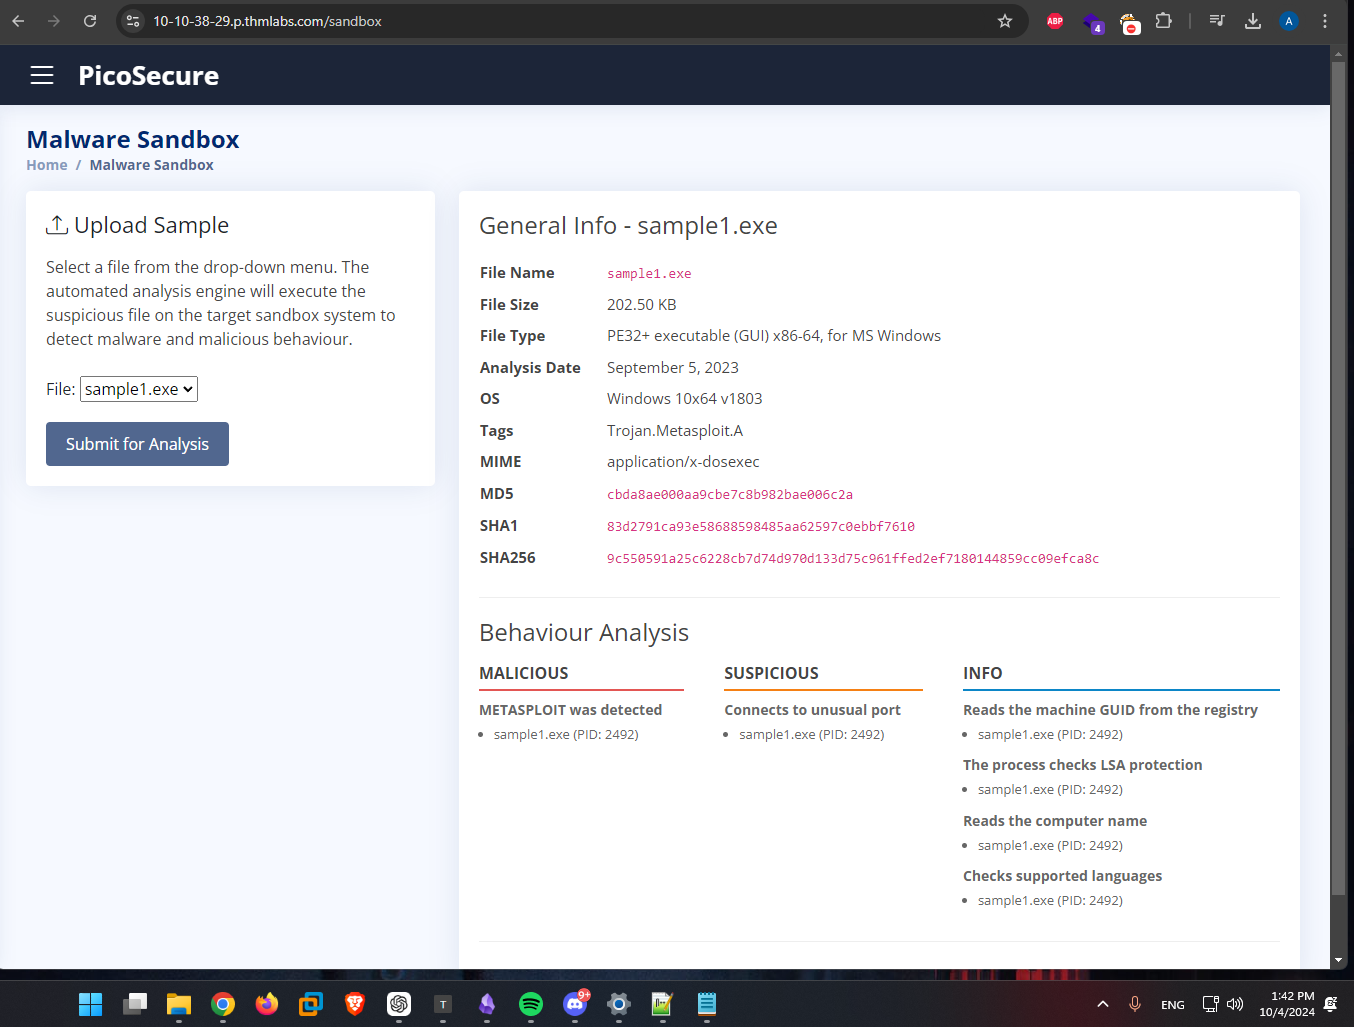 10-10-38-29.p.thmlabs.com/sandbox
ABP
4
A
PicoSecure
Malware Sandbox
Home / Malware Sandbox
Upload Sample
Select a file from the drop-down menu. The
automated analysis engine will execute the
suspicious file on the target sandbox system to
detect malware and malicious behaviour.
File: sample1.exe
Submit for Analysis
General Info - sample1.exe
File Name sample1.exe
File Size 202.50 KB
File Type PE32+ executable (GUI) x86-64, for MS Windows
Analysis Date September 5, 2023
OS Windows 10x64 v1803
Tags Trojan.Metasploit.A
MIME application/x-dosexec
MD5 cbda8ae000aa9cbe7c8b982bae006c2a
SHA1 83d2791ca93e58688598485aa62597c0ebbf7610
SHA256 9c550591a25c6228cb7d74d970d133d75c961ffed2ef7180144859cc09efca8c
Behaviour Analysis
MALICIOUS
METASPLOIT was detected
sample1.exe (PID: 2492)
SUSPICIOUS
Connects to unusual port
sample1.exe (PID: 2492)
INFO
Reads the machine GUID from the registry
sample1.exe (PID: 2492)
The process checks LSA protection
sample1.exe (PID: 2492)
Reads the computer name
sample1.exe (PID: 2492)
Checks supported languages
sample1.exe (PID: 2492)
T
9+
ENG
1:42 PM
10/4/2024